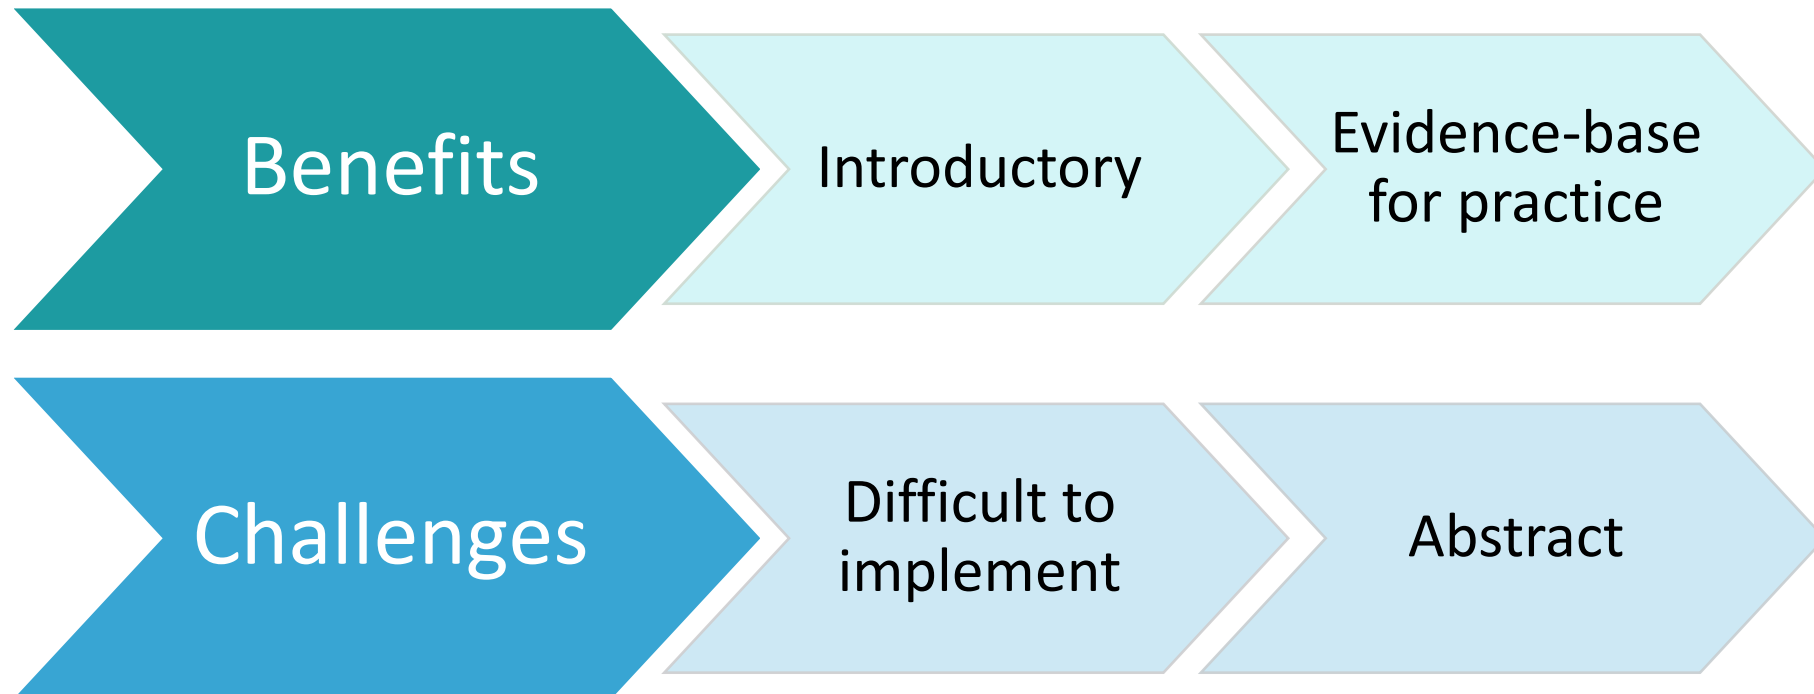 Benefits
Introductory
Evidence-base
for practice
Challenges
Difficult to
implement
Abstract